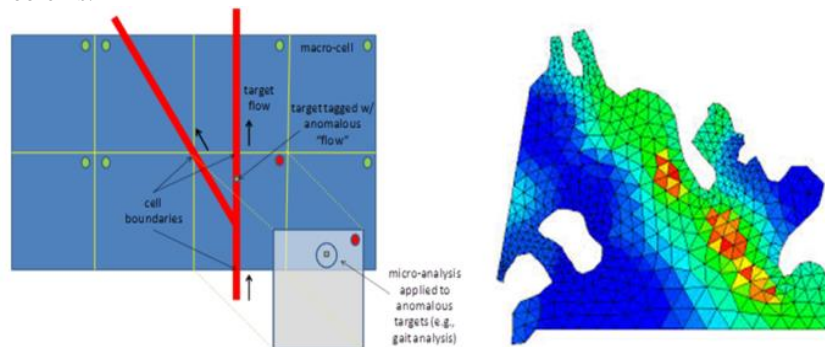 macro-cell
target
flow
target tagged w/
anomalous
"flow"
cell
boundaries
micro-analysis
applied to
anomalous
targets (e.g.,
gait analysis)